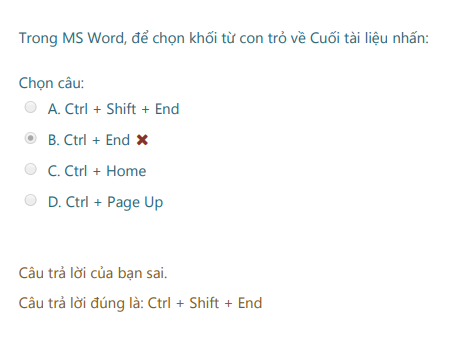 Trong MS Word, để chọn khối từ con trỏ về Cuối tài liệu nhấn:
Chọn câu:
A. Ctrl + Shift + End
B. Ctrl + End ✖
C. Ctrl + Home
D. Ctrl + Page Up
Câu trả lời của bạn sai.
Câu trả lời đúng là: Ctrl + Shift + End